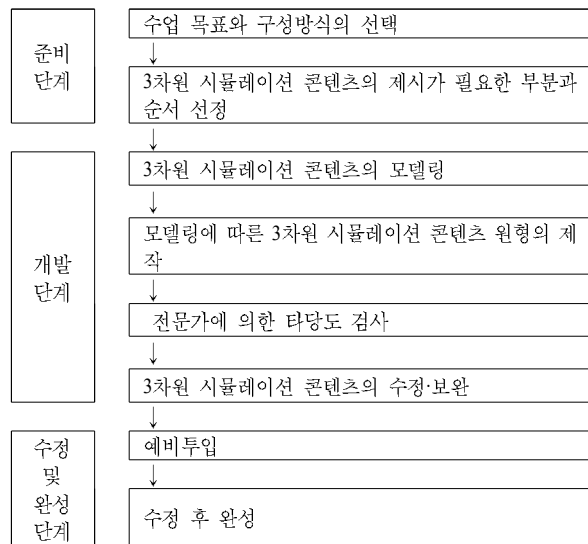 준비
단계
수업 목표와 구성방식의 선택
3차원 시뮬레이션 콘텐츠의 제시가 필요한 부분과
순서 선정
개발
단계
3차원 시뮬레이션 콘텐츠의 모델링
모델링에 따른 3차원 시뮬레이션 콘텐츠 원형의 제
작
전문가에 의한 타당도 검사
3차원 시뮬레이션 콘텐츠의 수정·보완
수정
및
완성
단계
예비투입
수정 후 완성